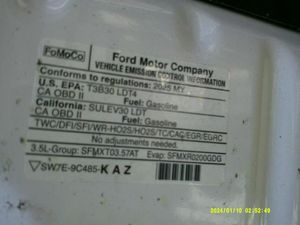 FoMoCo
Ford Motor Company
VEHICLE EMISSION CONTROL INFORMATION
Conforms to regulations: 2025 MY
U.S. EPA: T3B30 LDT4
CA OBD II Fuel: Gasoline
California: SULEV30 LDT
CA OBD II Fuel: Gasoline
TWC/DFI/SFI/WR-HO2S/HO2S/TC/CAC/EGR/EGRC
No adjustments needed.
3.5L-Group: SFMXT03.57AT Evap: SFMXR0200GDG
SW7E-9C485-KAZ
2024/01/10 02:52:49